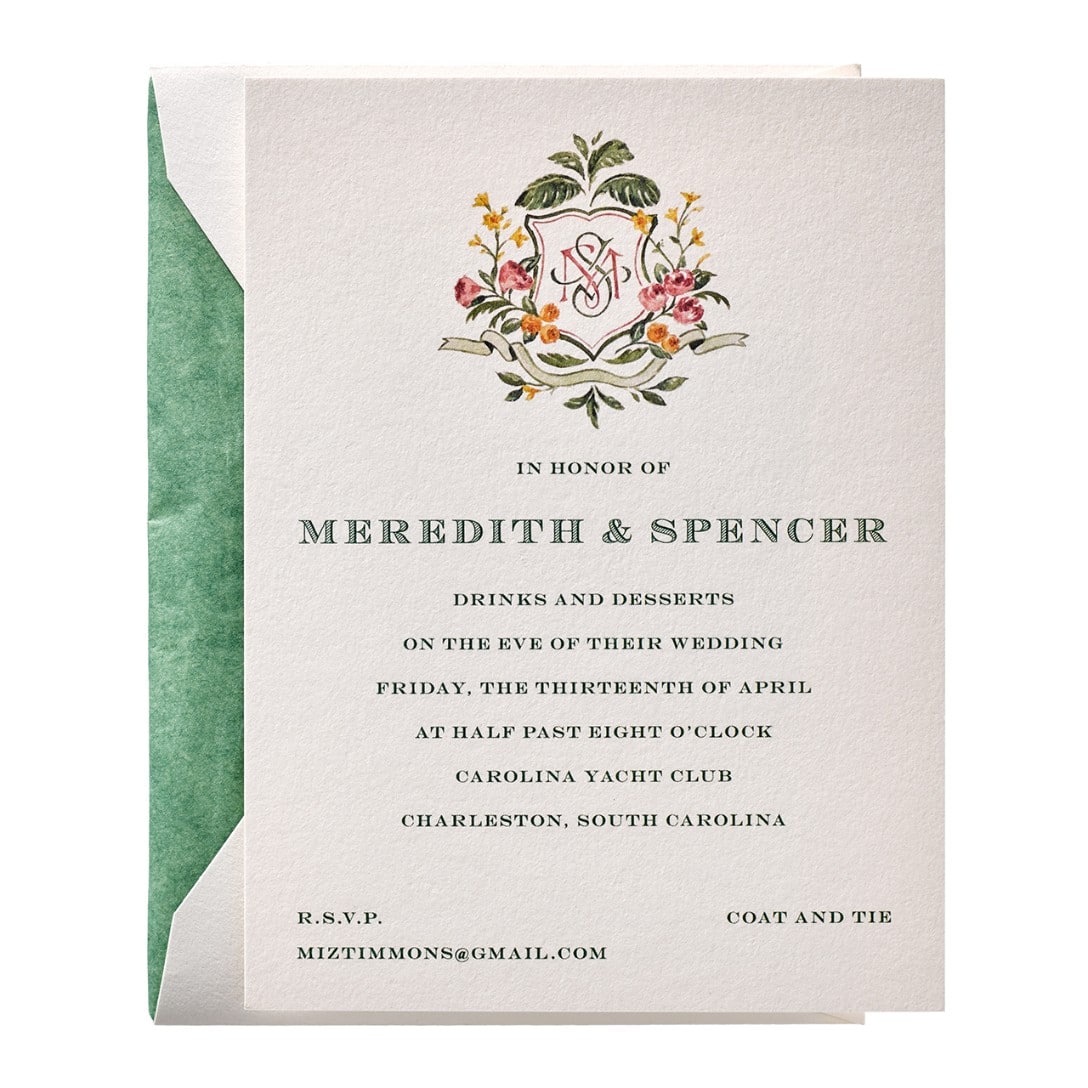 SM
IN HONOR OF
MEREDITH & SPENCER
DRINKS AND DESSERTS
ON THE EVE OF THEIR WEDDING
FRIDAY, THE THIRTEENTH OF APRIL
AT HALF PAST EIGHT O'CLOCK
CAROLINA YACHT CLUB
CHARLESTON, SOUTH CAROLINA
R.S.V.P.
COAT AND TIE
MIZTIMMONS@GMAIL.COM